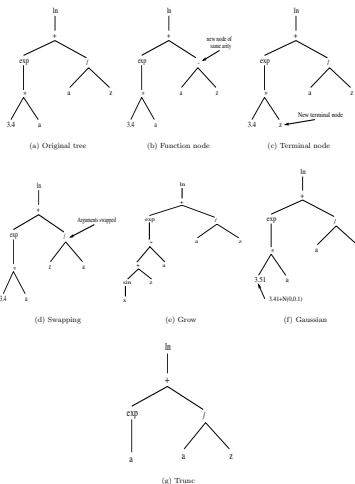 ln
+
exp
/
+
a
z
3.4
a
(a) Original tree
ln
+
new node of
same arity
exp
-
+
a
z
3.4
a
(b) Function node
ln
+
exp
/
+
a
z
3.4
z
New terminal node
(c) Terminal node
ln
+
Arguments swapped
exp
/
+
z
a
3.4
a
(d) Swapping
ln
+
exp
/
+
a
z
+
a
sin
z
x
(e) Grow
ln
+
exp
/
+
a
3.51
a
3.41+N(0,0.1)
(f) Gaussian
ln
+
exp
/
a
a
z
(g) Trunc